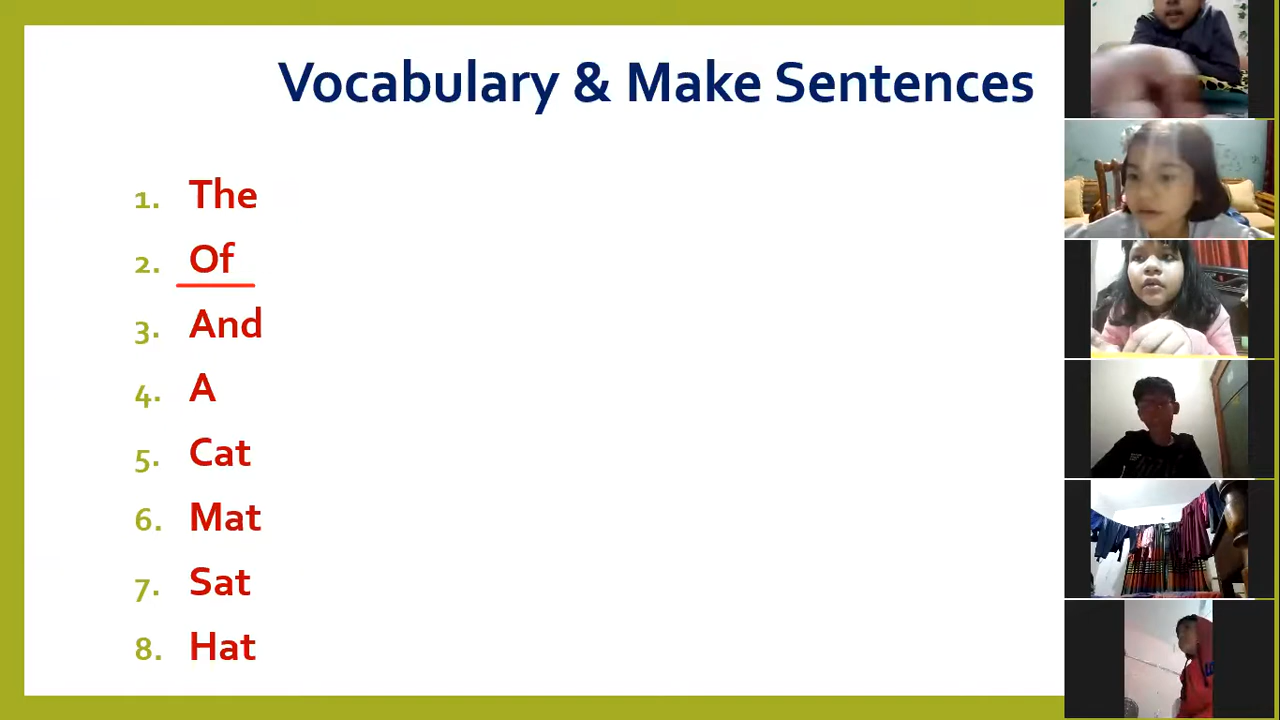 Vocabulary & Make Sentences
1. The
2. Of
3. And
4. A
5. Cat
6. Mat
7. Sat
8. Hat